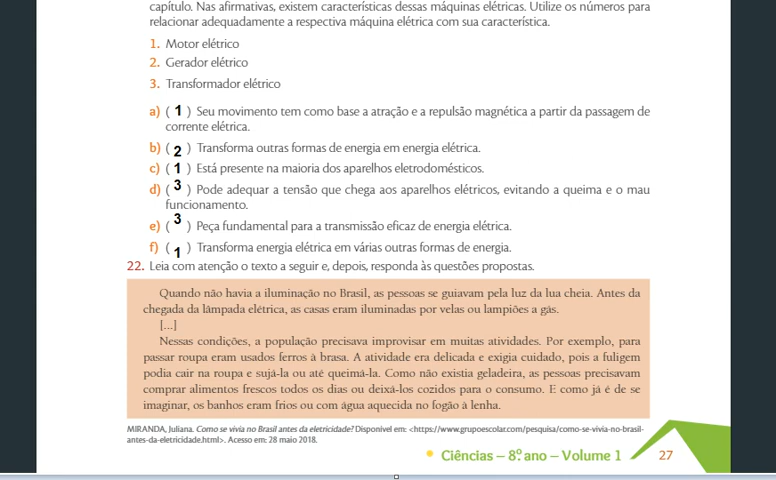 capítulo. Nas afirmativas, existem características dessas máquinas elétricas. Utilize os números para
relacionar adequadamente a respectiva máquina elétrica com sua característica.
1. Motor elétrico
2. Gerador elétrico
3. Transformador elétrico
a) ( 1 ) Seu movimento tem como base a atração e a repulsão magnética a partir da passagem de
corrente elétrica.
b) ( 2 ) Transforma outras formas de energia em energia elétrica.
c) ( 1 ) Está presente na maioria dos aparelhos eletrodomésticos.
d) ( 3 ) Pode adequar a tensão que chega aos aparelhos elétricos, evitando a queima e o mau
funcionamento.
e) ( 3 ) Peça fundamental para a transmissão eficaz de energia elétrica.
f) ( 1 ) Transforma energia elétrica em várias outras formas de energia.
22. Leia com atenção o texto a seguir e, depois, responda às questões propostas.
Quando não havia a iluminação no Brasil, as pessoas se guiavam pela luz da lua cheia. Antes da
chegada da lâmpada elétrica, as casas eram iluminadas por velas ou lampiões a gás.
[...]
Nessas condições, a população precisava improvisar em muitas atividades. Por exemplo, para
passar roupa eram usados ferros à brasa. A atividade era delicada e exigia cuidado, pois a fuligem
podia cair na roupa e sujá-la ou até queimá-la. Como não existia geladeira, as pessoas precisavam
comprar alimentos frescos todos os dias ou deixá-los cozidos para o consumo. E como já é de se
imaginar, os banhos eram frios ou com água aquecida no fogão à lenha.
MIRANDA, Juliana. Como se vivia no Brasil antes da eletricidade? Disponível em: <https://www.grupoescolar.com/pesquisa/como-se-vivia-no-brasil-
antes-da-eletricidade.html>. Acesso em: 28 maio 2018.
Ciências – 8º. ano – Volume 1 27